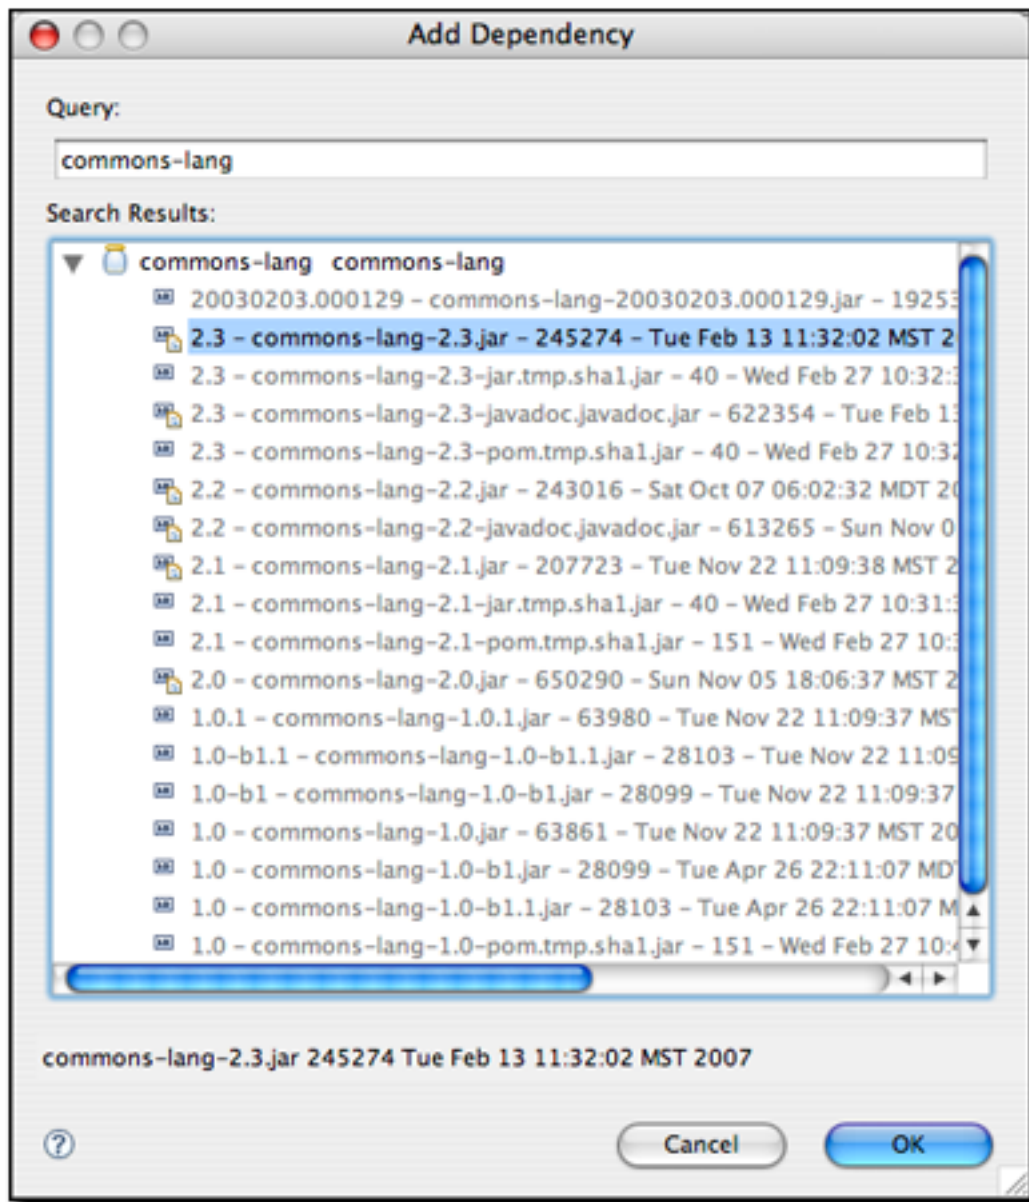 Add Dependency
Query:
commons-lang
Search Results:
commons-lang commons-lang
20030203.000129 - commons-lang-20030203.000129.jar - 19253
2.3 - commons-lang-2.3.jar - 245274 - Tue Feb 13 11:32:02 MST 2
2.3 - commons-lang-2.3-jar.tmp.sha1.jar - 40 - Wed Feb 27 10:32:
2.3 - commons-lang-2.3-javadoc.javadoc.jar - 622354 - Tue Feb 13
2.3 - commons-lang-2.3-pom.tmp.sha1.jar - 40 - Wed Feb 27 10:32
2.2 - commons-lang-2.2.jar - 243016 - Sat Oct 07 06:02:32 MDT 20
2.2 - commons-lang-2.2-javadoc.javadoc.jar - 613265 - Sun Nov 0
2.1 - commons-lang-2.1.jar - 207723 - Tue Nov 22 11:09:38 MST 2
2.1 - commons-lang-2.1-jar.tmp.sha1.jar - 40 - Wed Feb 27 10:31:
2.1 - commons-lang-2.1-pom.tmp.sha1.jar - 151 - Wed Feb 27 10:
2.0 - commons-lang-2.0.jar - 650290 - Sun Nov 05 18:06:37 MST 2
1.0.1 - commons-lang-1.0.1.jar - 63980 - Tue Nov 22 11:09:37 MST
1.0-b1.1 - commons-lang-1.0-b1.1.jar - 28103 - Tue Nov 22 11:09
1.0-b1 - commons-lang-1.0-b1.jar - 28099 - Tue Nov 22 11:09:37
1.0 - commons-lang-1.0.jar - 63861 - Tue Nov 22 11:09:37 MST 20
1.0 - commons-lang-1.0-b1.jar - 28099 - Tue Apr 26 22:11:07 MDT
1.0 - commons-lang-1.0-b1.1.jar - 28103 - Tue Apr 26 22:11:07 M
1.0 - commons-lang-1.0-pom.tmp.sha1.jar - 151 - Wed Feb 27 10:
commons-lang-2.3.jar 245274 Tue Feb 13 11:32:02 MST 2007
?
Cancel
OK